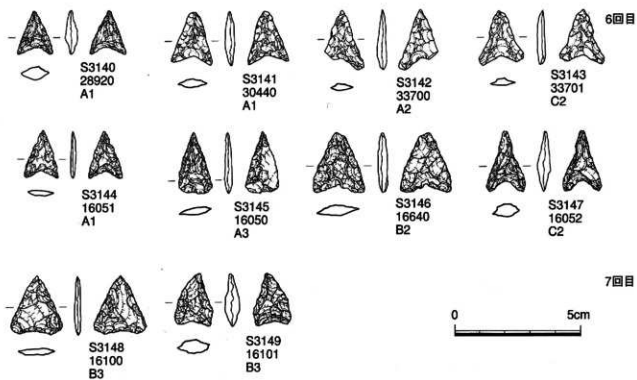 6回目
S3140
28920
A1
S3141
30440
A1
S3142
33700
A2
S3143
33701
C2
S3144
16051
A1
S3145
16050
A3
S3146
16640
B2
S3147
16052
C2
7回目
S3148
16100
B3
S3149
16101
B3
0 5cm